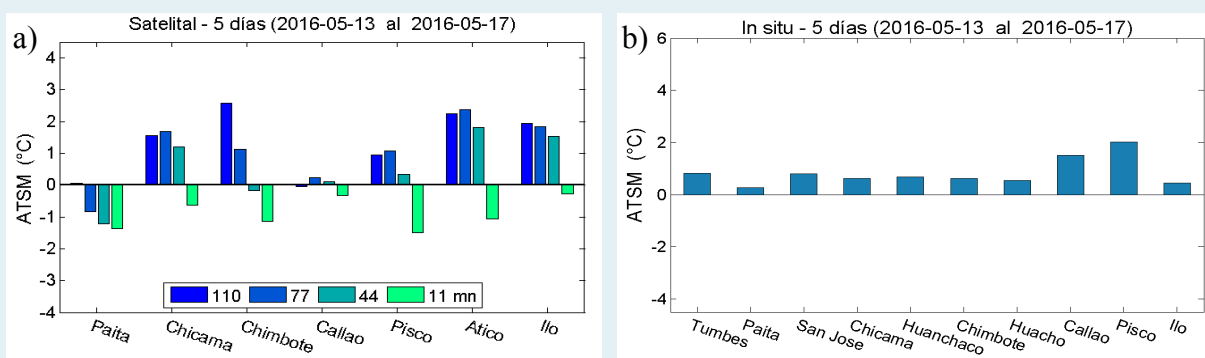 a)
Satelital - 5 días (2016-05-13 al 2016-05-17)
ATSM (°C)
4
3
2
1
0
-1
-2
-3
-4
110 77 44 11 mn
Paita Chicama Chimbote Callao Pisco Atico Ilo
b)
In situ - 5 días (2016-05-13 al 2016-05-17)
ATSM (°C)
6
4
2
0
-2
-4
Tumbes Paita San Jose Chicama Huanchaco Chimbote Huacho Callao Pisco Ilo